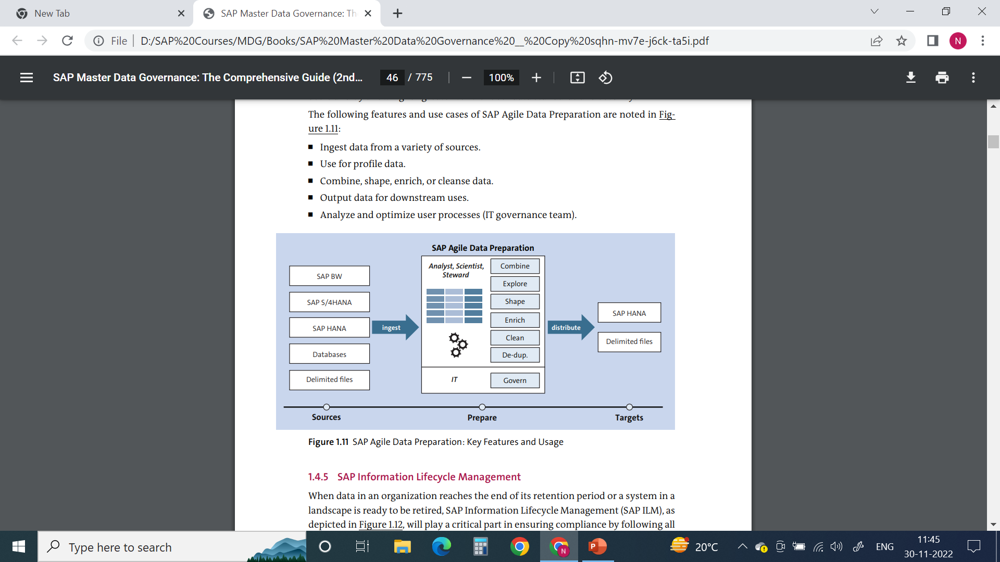 New Tab
SAP Master Data Governance: Th
File
D:/SAP%20Courses/MDG/Books/SAP%20Master%20Data%20Governance%20__%20Copy%20sqhn-mv7e-j6ck-ta5i.pdf
N
SAP Master Data Governance: The Comprehensive Guide (2nd...
46 / 775
100%
The following features and use cases of SAP Agile Data Preparation are noted in Fig-
ure 1.11:
■ Ingest data from a variety of sources.
■ Use for profile data.
■ Combine, shape, enrich, or cleanse data.
■ Output data for downstream uses.
■ Analyze and optimize user processes (IT governance team).
SAP Agile Data Preparation
SAP BW
SAP S/4HANA
SAP HANA
Databases
Delimited files
ingest
Analyst, Scientist,
Steward
Combine
Explore
Shape
Enrich
Clean
De-dup.
IT
Govern
distribute
SAP HANA
Delimited files
Sources
Prepare
Targets
Figure 1.11 SAP Agile Data Preparation: Key Features and Usage
1.4.5 SAP Information Lifecycle Management
When data in an organization reaches the end of its retention period or a system in a
landscape is ready to be retired, SAP Information Lifecycle Management (SAP ILM), as
depicted in Figure 1.12, will play a critical part in ensuring compliance by following all
Type here to search
N
P
20°C
ENG
11:45
30-11-2022